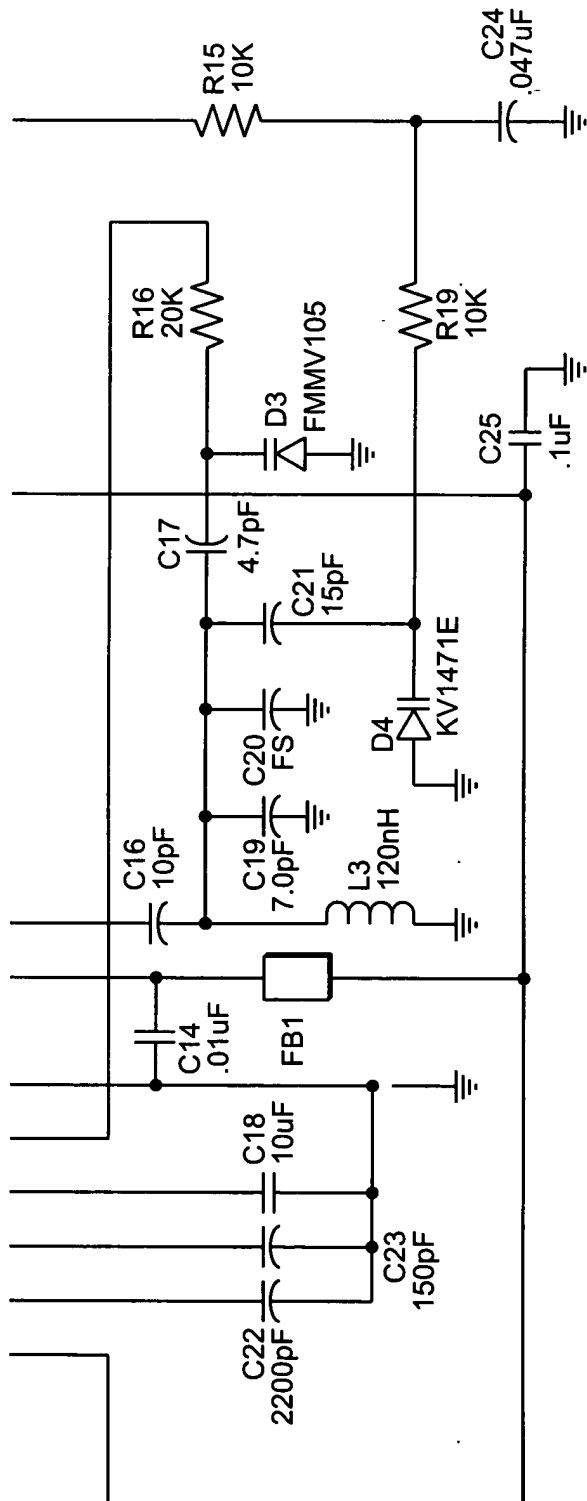 R15
10K
C24
.047uF
R16
20K
D3
FMMV105
R19
10K
C25
.1uF
C17
4.7pF
C21
15pF
C20
FS
D4
KV1471E
C16
10pF
C19
7.0pF
L3
120nH
C14
.01uF
FB1
C18
10uF
C23
150pF
C22
2200pF